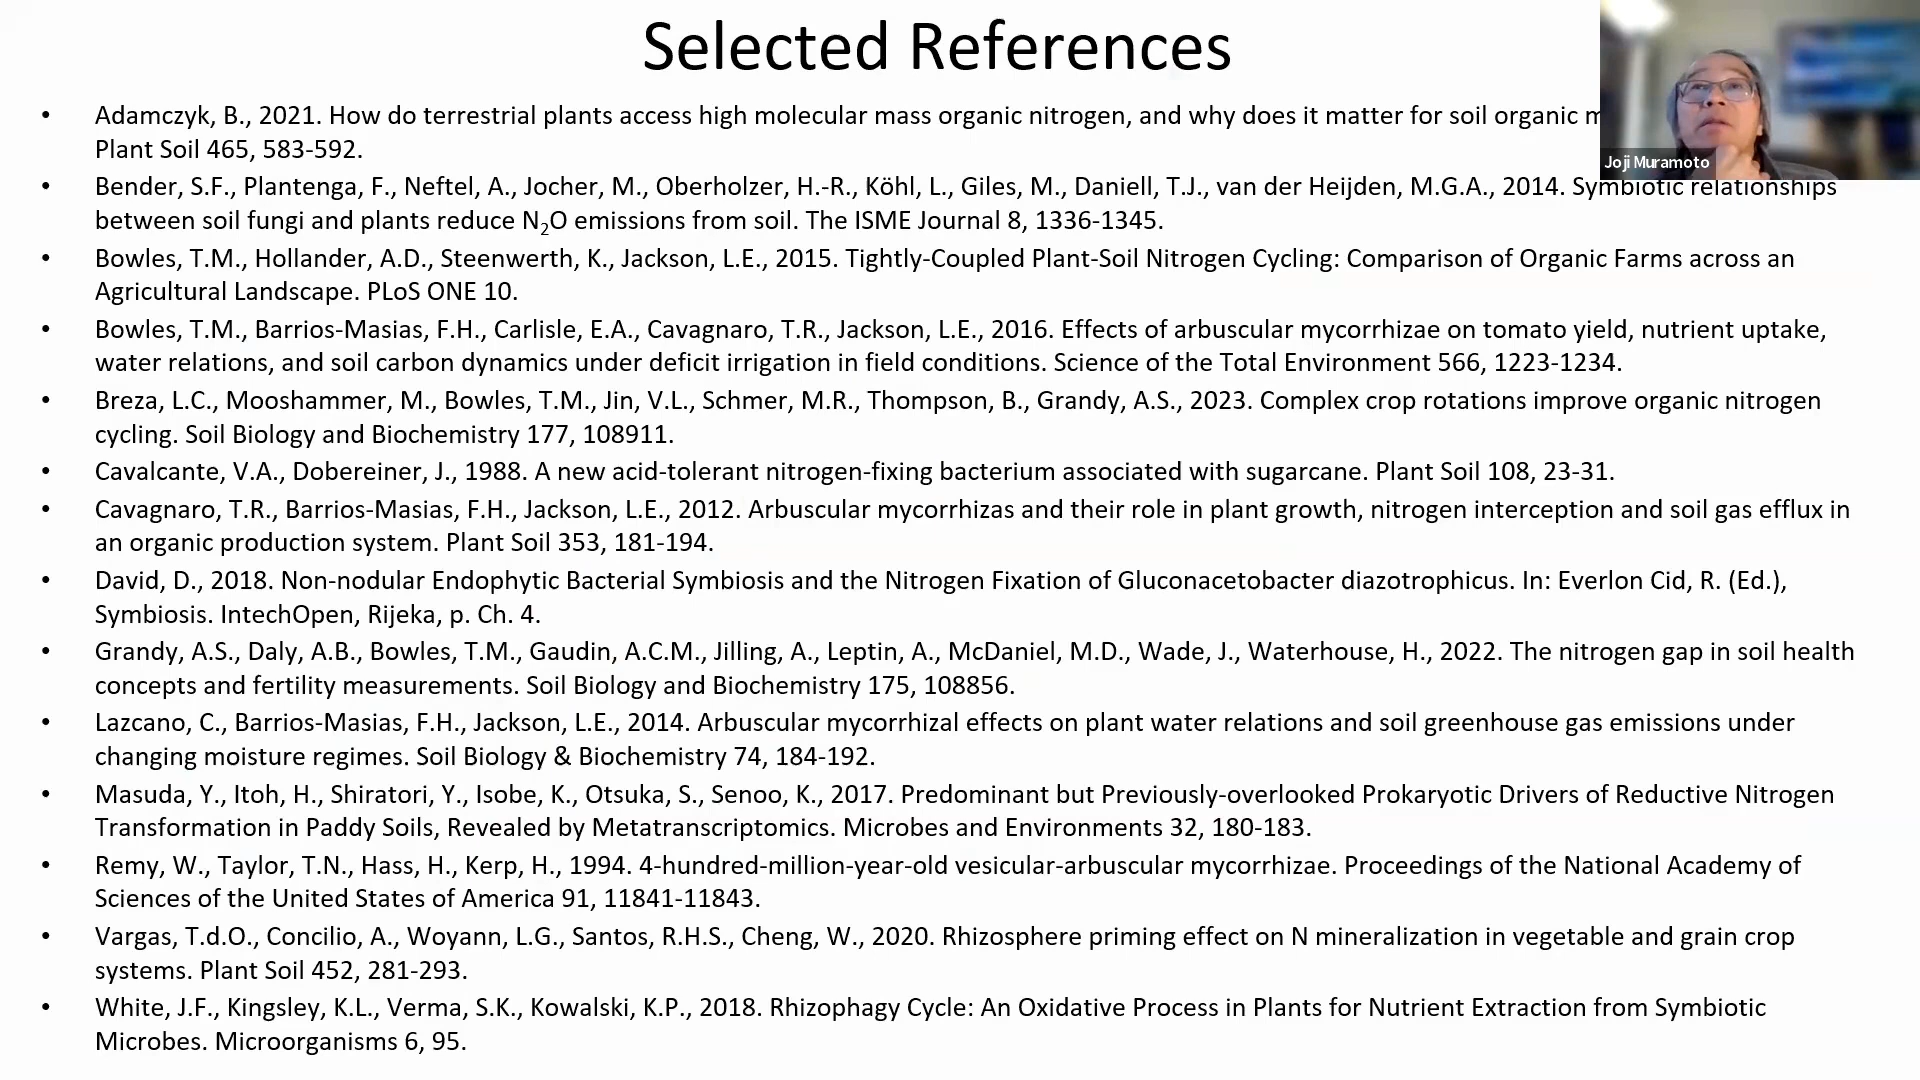 Selected References
• Adamczyk, B., 2021. How do terrestrial plants access high molecular mass organic nitrogen, and why does it matter for soil organic
Plant Soil 465, 583-592.
Joji Muramoto
• Bender, S.F., Plantenga, F., Neftel, A., Jocher, M., Oberholzer, H.-R., Köhl, L., Giles, M., Daniell, T.J., van der Heijden, M.G.A., 2014. Symbiotic relationships
between soil fungi and plants reduce N₂O emissions from soil. The ISME Journal 8, 1336-1345.
• Bowles, T.M., Hollander, A.D., Steenwerth, K., Jackson, L.E., 2015. Tightly-Coupled Plant-Soil Nitrogen Cycling: Comparison of Organic Farms across an
Agricultural Landscape. PLoS ONE 10.
• Bowles, T.M., Barrios-Masias, F.H., Carlisle, E.A., Cavagnaro, T.R., Jackson, L.E., 2016. Effects of arbuscular mycorrhizae on tomato yield, nutrient uptake,
water relations, and soil carbon dynamics under deficit irrigation in field conditions. Science of the Total Environment 566, 1223-1234.
• Breza, L.C., Mooshammer, M., Bowles, T.M., Jin, V.L., Schmer, M.R., Thompson, B., Grandy, A.S., 2023. Complex crop rotations improve organic nitrogen
cycling. Soil Biology and Biochemistry 177, 108911.
• Cavalcante, V.A., Dobereiner, J., 1988. A new acid-tolerant nitrogen-fixing bacterium associated with sugarcane. Plant Soil 108, 23-31.
• Cavagnaro, T.R., Barrios-Masias, F.H., Jackson, L.E., 2012. Arbuscular mycorrhizas and their role in plant growth, nitrogen interception and soil gas efflux in
an organic production system. Plant Soil 353, 181-194.
• David, D., 2018. Non-nodular Endophytic Bacterial Symbiosis and the Nitrogen Fixation of Gluconacetobacter diazotrophicus. In: Everlon Cid, R. (Ed.),
Symbiosis. IntechOpen, Rijeka, p. Ch. 4.
• Grandy, A.S., Daly, A.B., Bowles, T.M., Gaudin, A.C.M., Jilling, A., Leptin, A., McDaniel, M.D., Wade, J., Waterhouse, H., 2022. The nitrogen gap in soil health
concepts and fertility measurements. Soil Biology and Biochemistry 175, 108856.
• Lazcano, C., Barrios-Masias, F.H., Jackson, L.E., 2014. Arbuscular mycorrhizal effects on plant water relations and soil greenhouse gas emissions under
changing moisture regimes. Soil Biology & Biochemistry 74, 184-192.
• Masuda, Y., Itoh, H., Shiratori, Y., Isobe, K., Otsuka, S., Senoo, K., 2017. Predominant but Previously-overlooked Prokaryotic Drivers of Reductive Nitrogen
Transformation in Paddy Soils, Revealed by Metatranscriptomics. Microbes and Environments 32, 180-183.
• Remy, W., Taylor, T.N., Hass, H., Kerp, H., 1994. 4-hundred-million-year-old vesicular-arbuscular mycorrhizae. Proceedings of the National Academy of
Sciences of the United States of America 91, 11841-11843.
• Vargas, T.d.O., Concilio, A., Woyann, L.G., Santos, R.H.S., Cheng, W., 2020. Rhizosphere priming effect on N mineralization in vegetable and grain crop
systems. Plant Soil 452, 281-293.
• White, J.F., Kingsley, K.L., Verma, S.K., Kowalski, K.P., 2018. Rhizophagy Cycle: An Oxidative Process in Plants for Nutrient Extraction from Symbiotic
Microbes. Microorganisms 6, 95.